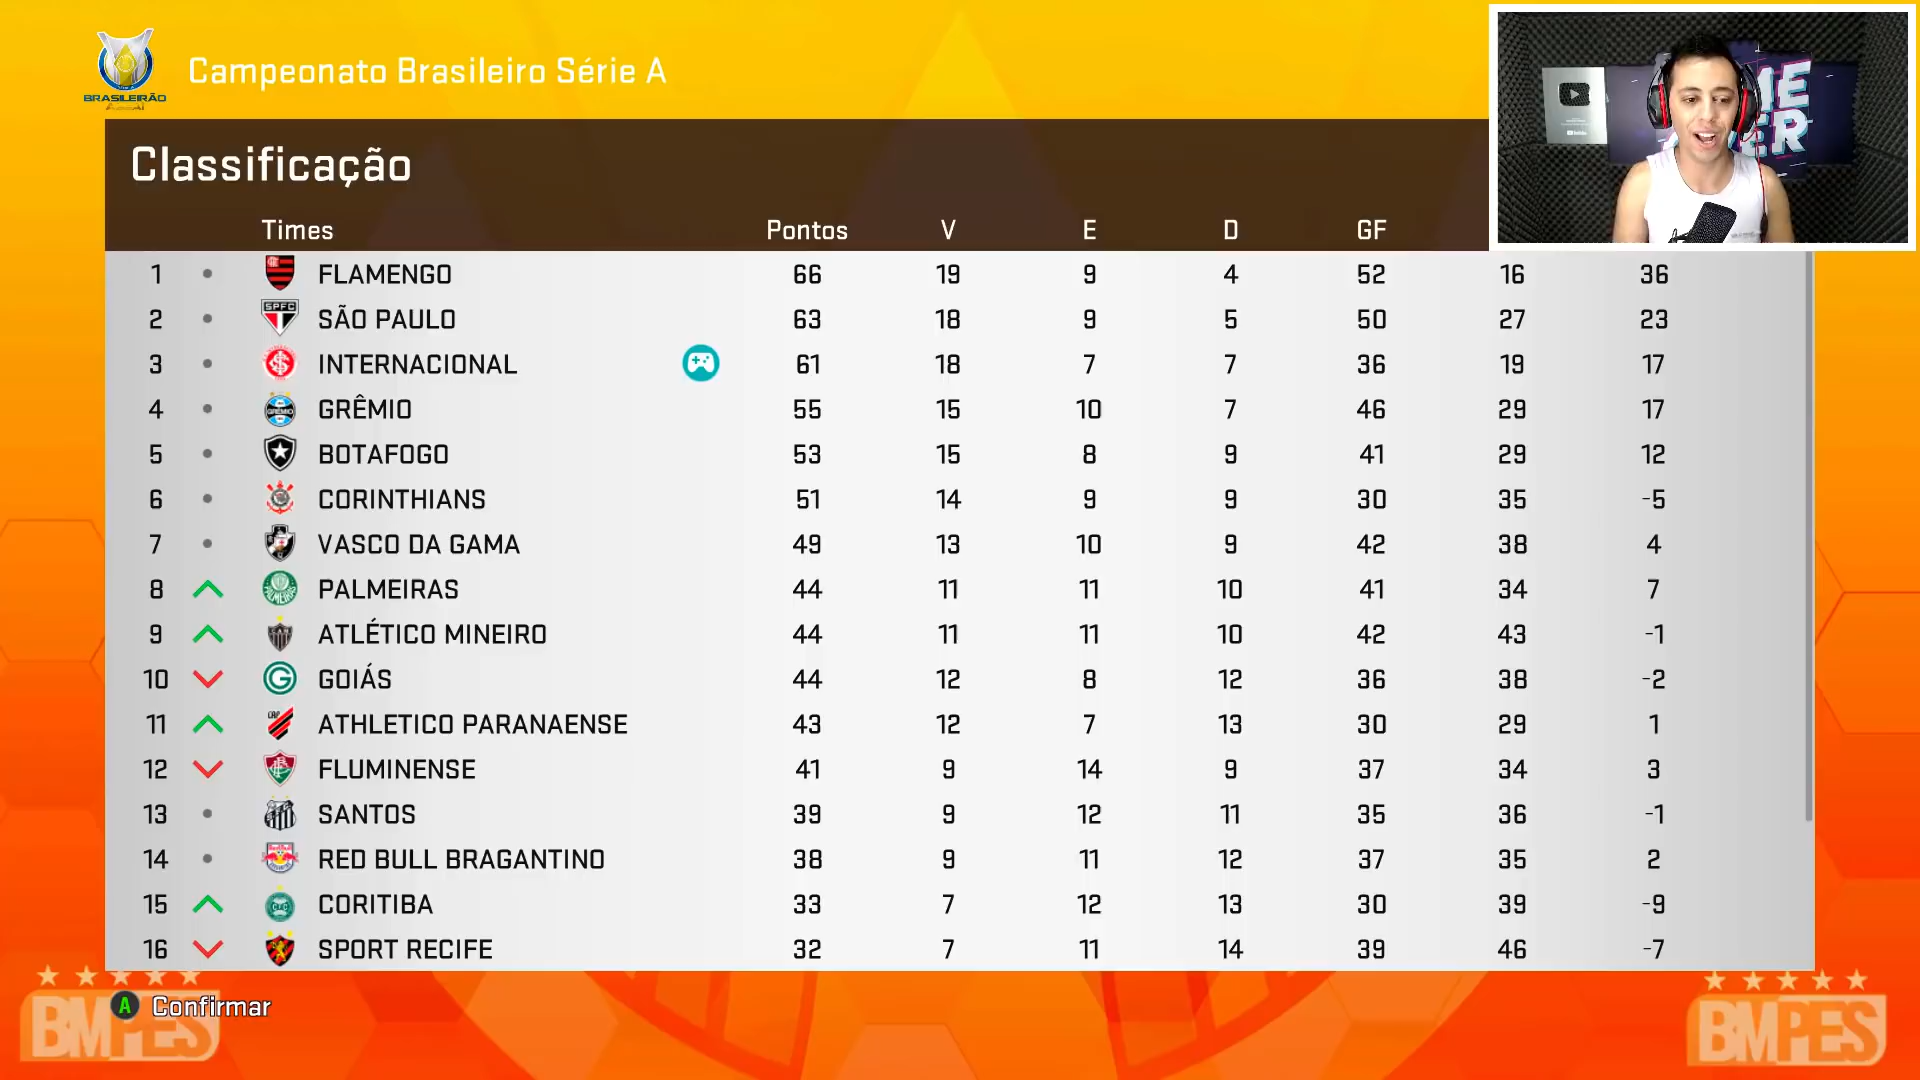 BRASILEIRÃO
Campeonato Brasileiro Série A
Classificação
Times Pontos V E D GF
1 FLAMENGO 66 19 9 4 52 16 36
2 SÃO PAULO 63 18 9 5 50 27 23
3 INTERNACIONAL 61 18 7 7 36 19 17
4 GRÊMIO 55 15 10 7 46 29 17
5 BOTAFOGO 53 15 8 9 41 29 12
6 CORINTHIANS 51 14 9 9 30 35 -5
7 VASCO DA GAMA 49 13 10 9 42 38 4
8 PALMEIRAS 44 11 11 10 41 34 7
9 ATLÉTICO MINEIRO 44 11 11 10 42 43 -1
10 GOIÁS 44 12 8 12 36 38 -2
11 ATHLETICO PARANAENSE 43 12 7 13 30 29 1
12 FLUMINENSE 41 9 14 9 37 34 3
13 SANTOS 39 9 12 11 35 36 -1
14 RED BULL BRAGANTINO 38 9 11 12 37 35 2
15 CORITIBA 33 7 12 13 30 39 -9
16 SPORT RECIFE 32 7 11 14 39 46 -7
A Confirmar
BMPES
BMPES